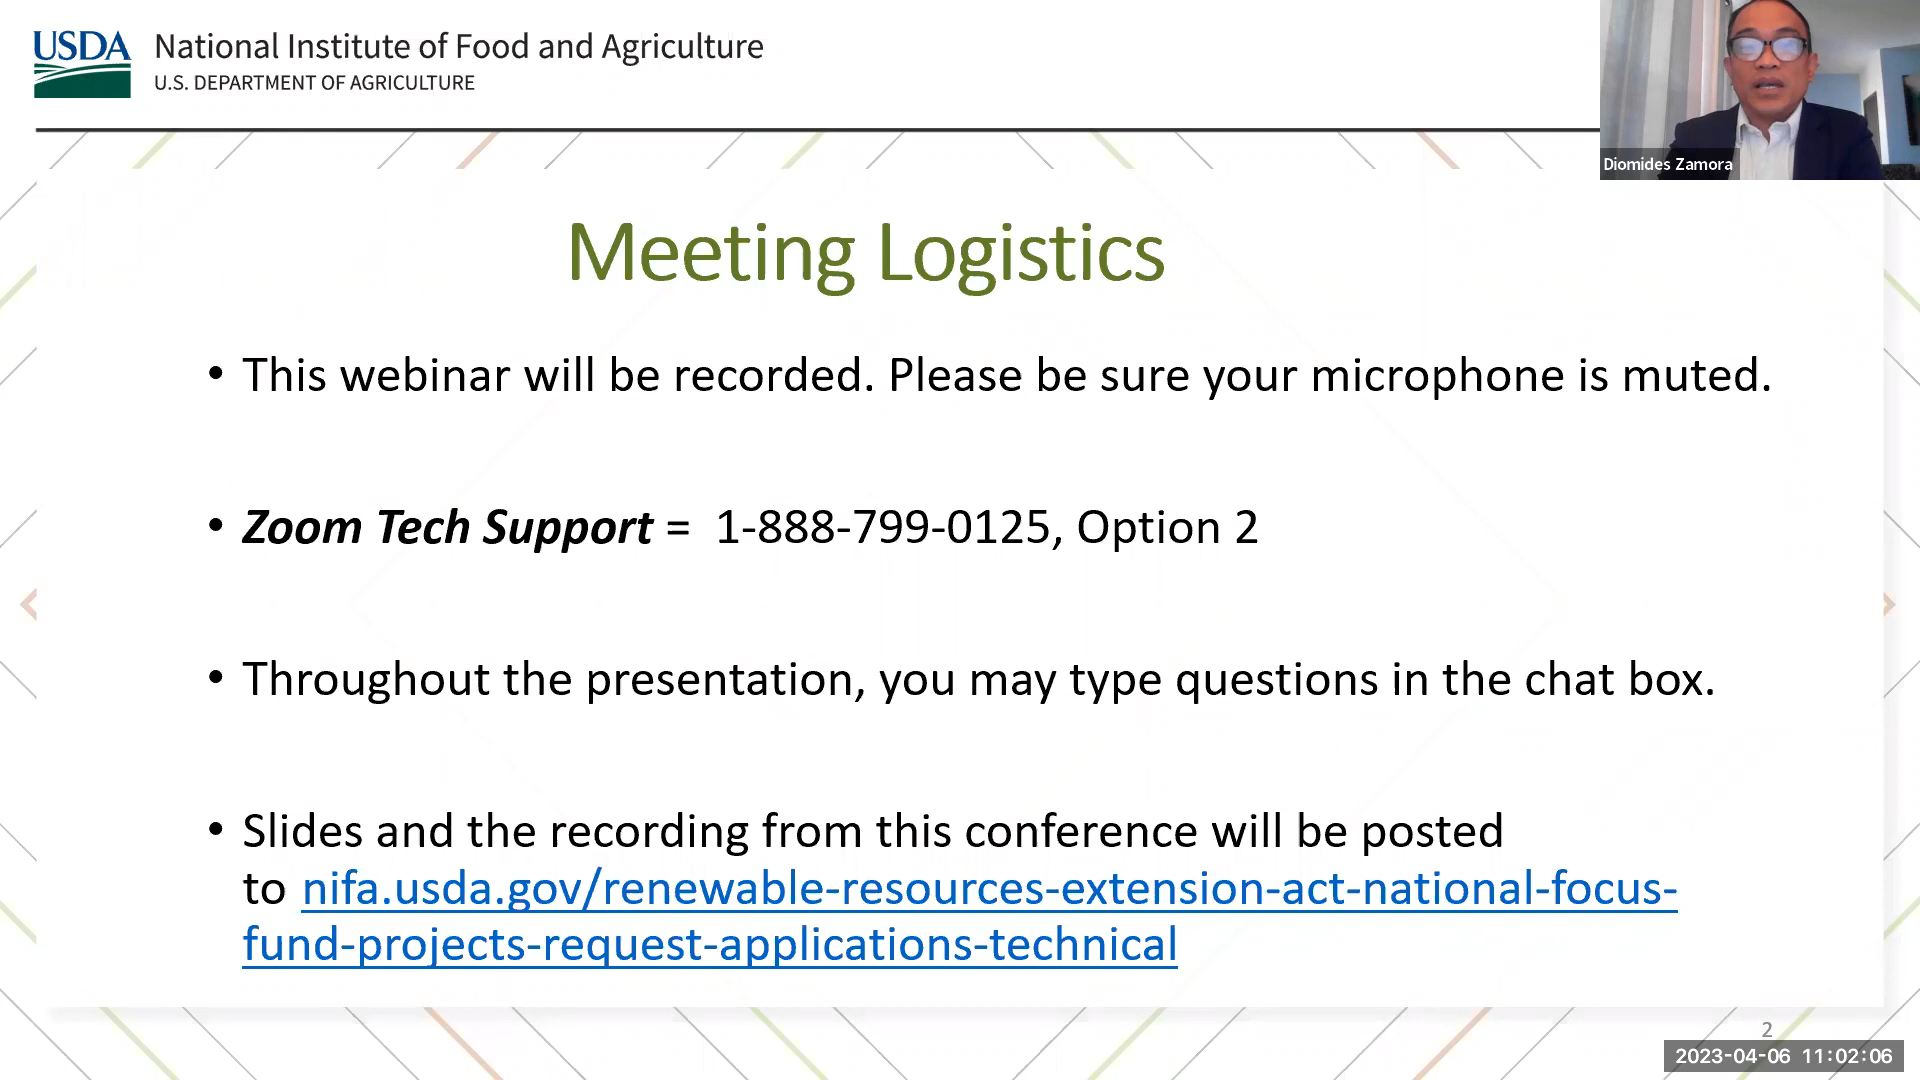 USDA
National Institute of Food and Agriculture
U.S. DEPARTMENT OF AGRICULTURE
Diomides Zamora
Meeting Logistics
• This webinar will be recorded. Please be sure your microphone is muted.
• Zoom Tech Support = 1-888-799-0125, Option 2
• Throughout the presentation, you may type questions in the chat box.
• Slides and the recording from this conference will be posted
to nifa.usda.gov/renewable-resources-extension-act-national-focus-
fund-projects-request-applications-technical
2
2023-04-06 11:02:06